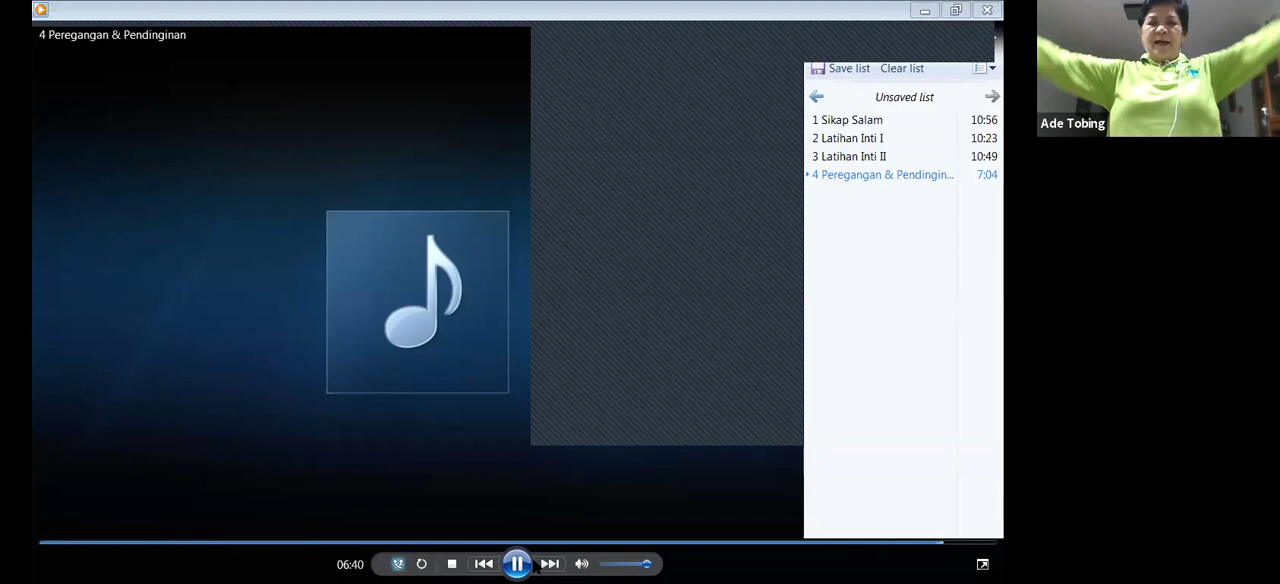 4 Peregangan & Pendinginan
Save list Clear list
Unsaved list
1 Sikap Salam 10:56
2 Latihan Inti I 10:23
3 Latihan Inti II 10:49
4 Peregangan & Pendingin... 7:04
Ade Tobing
06:40